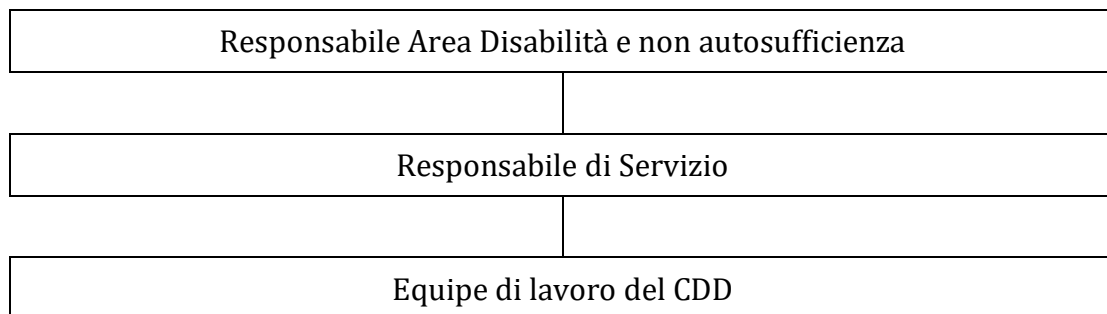 Responsabile Area Disabilità e non autosufficienza
Responsabile di Servizio
Equipe di lavoro del CDD